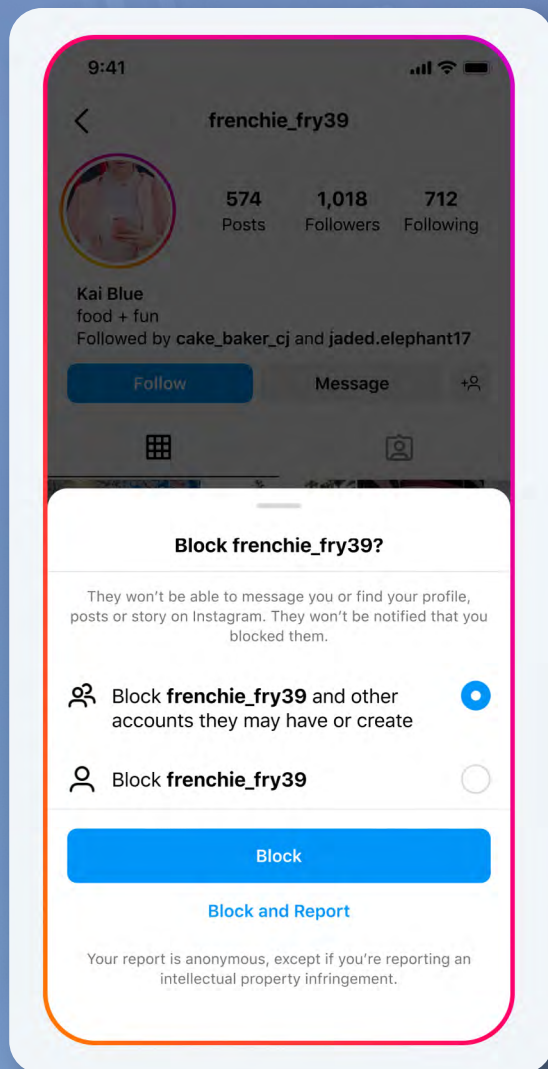 9:41
frenchie_fry39
574 1,018 712
Posts Followers Following
Kai Blue
food + fun
Followed by cake_baker_cj and jaded.elephant17
Follow Message
Block frenchie_fry39?
They won't be able to message you or find your profile,
posts or story on Instagram. They won't be notified that you
blocked them.
Block frenchie_fry39 and other
accounts they may have or create
Block frenchie_fry39
Block
Block and Report
Your report is anonymous, except if you're reporting an
intellectual property infringement.